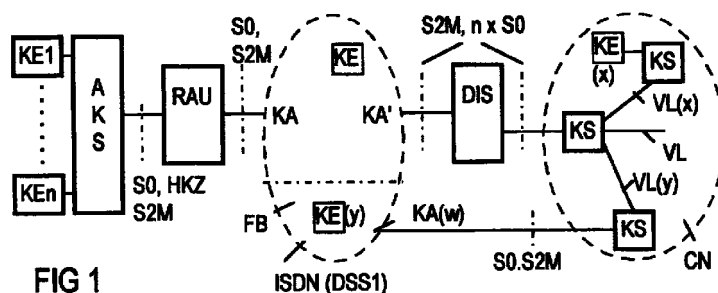 KE1
KEn
A
K
S
S0, HKZ
S2M
RAU
S0,
S2M
KA
KE
KA'
FB
KE(y)
ISDN (DSS1)
S2M, n x S0
DIS
KA(w)
S0.S2M
KE
(x)
KS
VL(x)
KS
VL
VL(y)
KS
CN
FIG 1